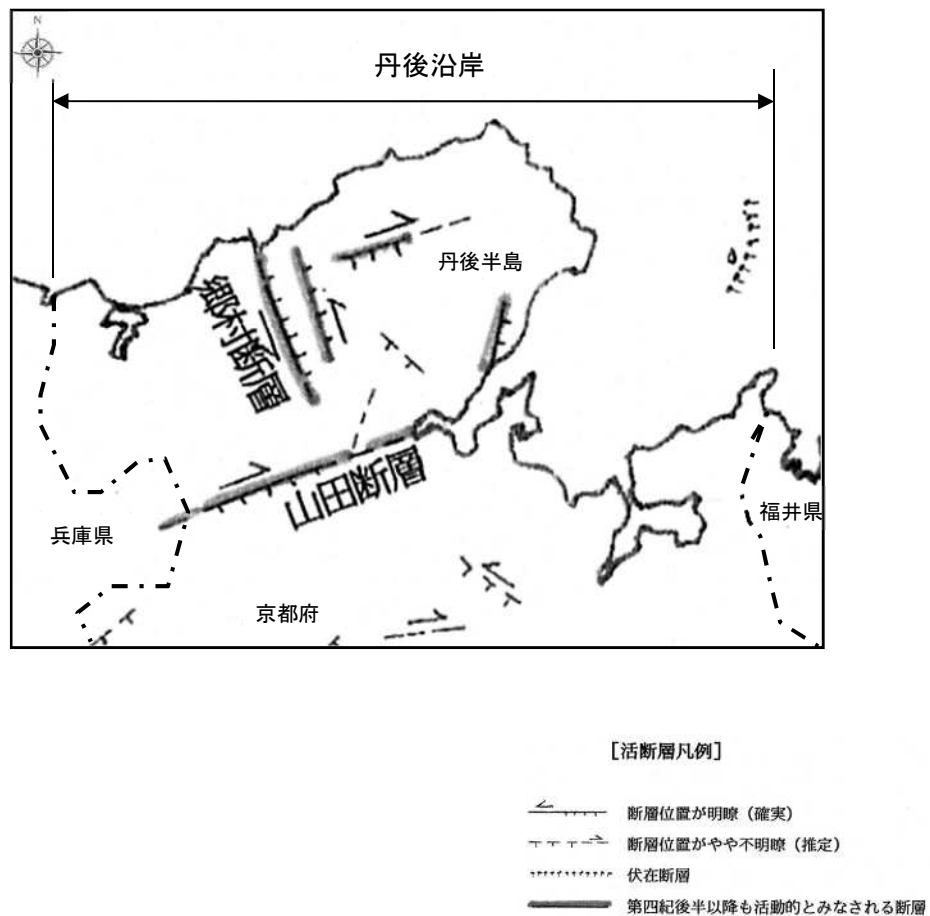 N
丹後沿岸
丹後半島
郷村断層
山田断層
兵庫県
福井県
京都府
[活断層凡例]
断層位置が明瞭(確実)
断層位置がやや不明瞭(推定)
伏在断層
第四紀後半以降も活動的とみなされる断層